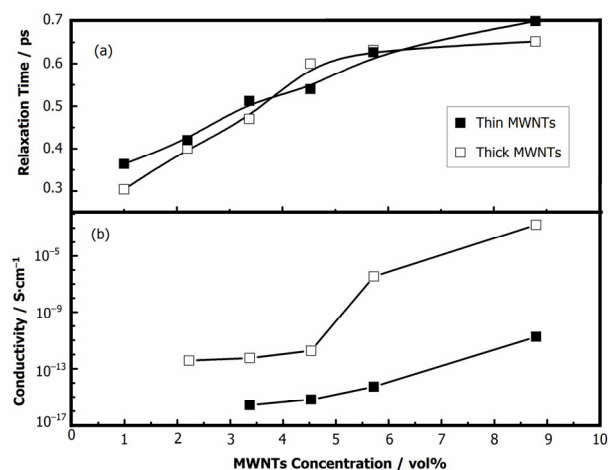 0.7
(a)
0.6
0.5
0.4
0.3
Relaxation Time / ps
Thin MWNTs
Thick MWNTs
(b)
10⁻⁵
10⁻⁹
10⁻¹³
10⁻¹⁷
Conductivity / S·cm⁻¹
0 1 2 3 4 5 6 7 8 9 10
MWNTs Concentration / vol%